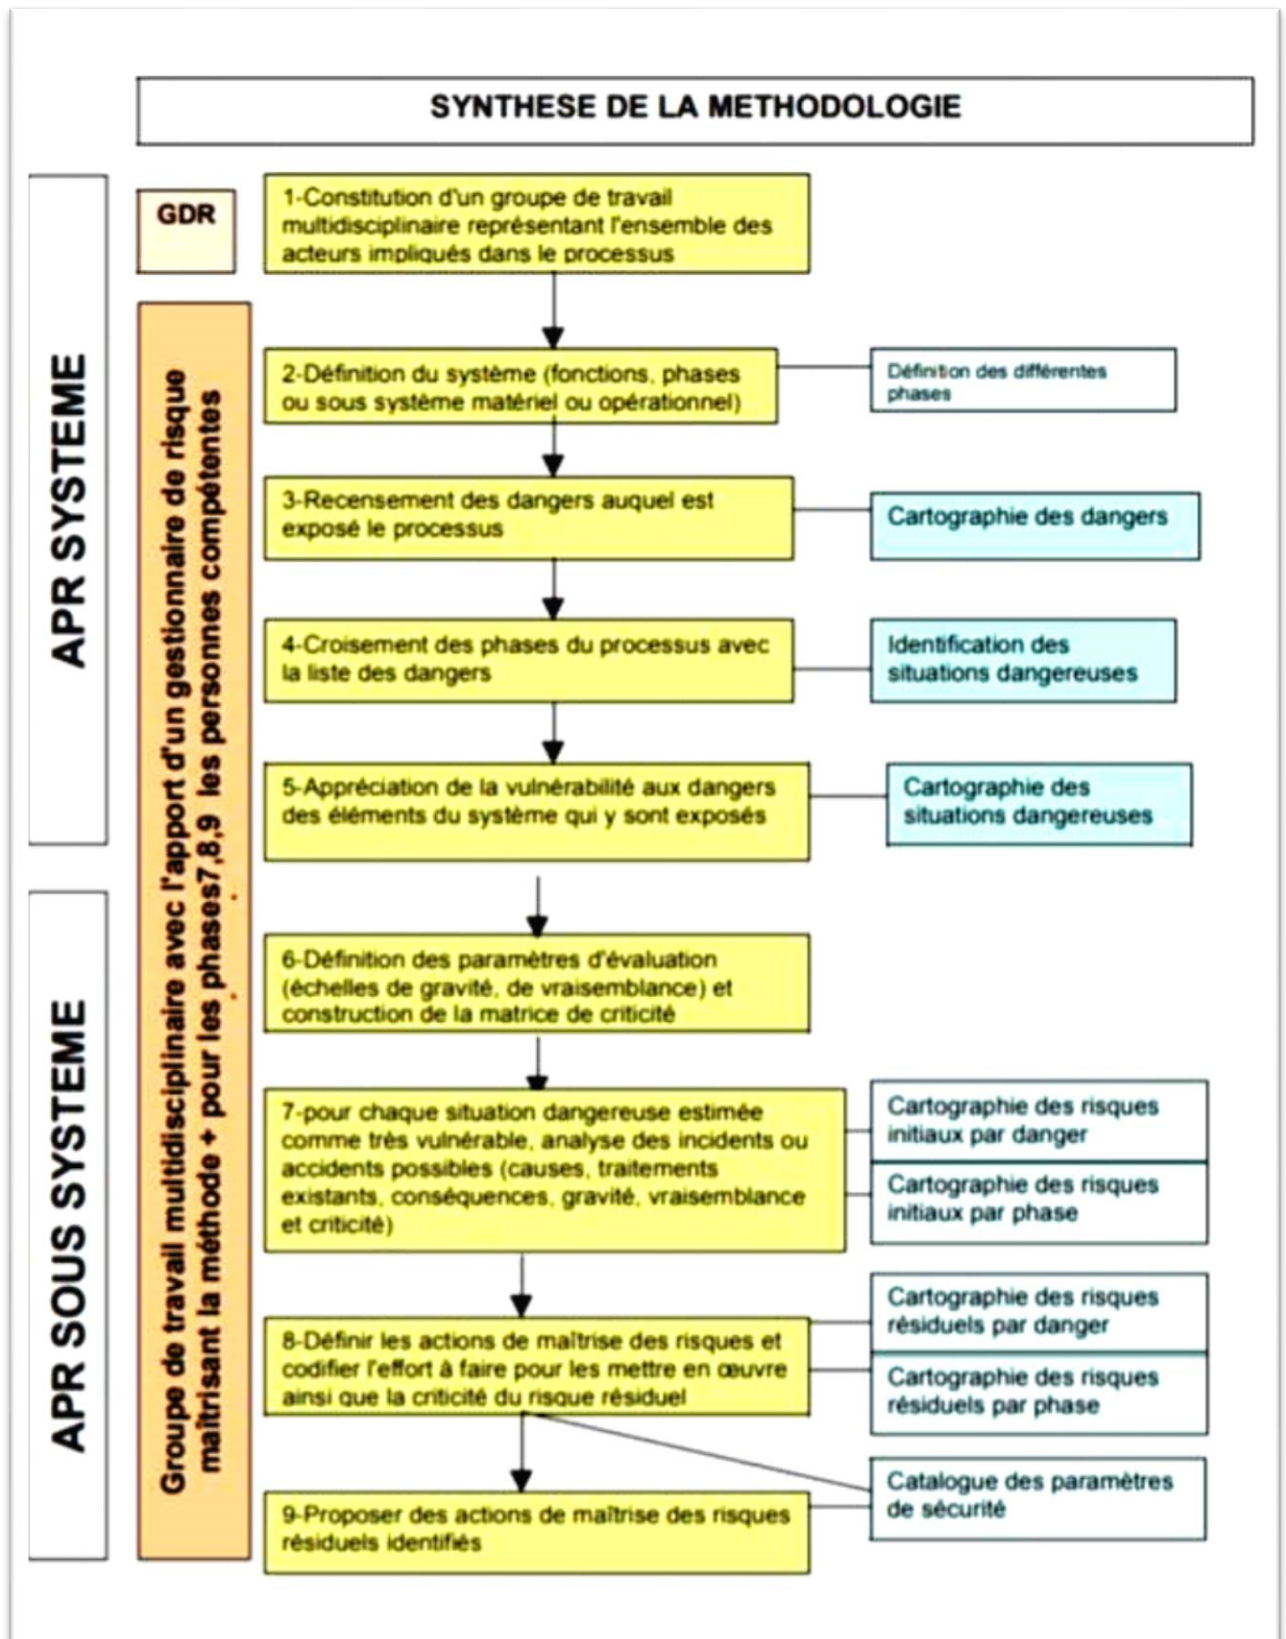 SYNTHESE DE LA METHODOLOGIE
APR SYSTEME
GDR
1-Constitution d'un groupe de travail
multidisciplinaire représentant l'ensemble des
acteurs impliqués dans le processus
Groupe de travail multidisciplinaire avec l'apport d'un gestionnaire de risque
maîtrisant la méthode + pour les phases7,8,9 les personnes compétentes
2-Définition du système (fonctions, phases
ou sous système matériel ou opérationnel)
Définition des différentes
phases
3-Recensement des dangers auquel est
exposé le processus
Cartographie des dangers
4-Croisement des phases du processus avec
la liste des dangers
Identification des
situations dangereuses
5-Appréciation de la vulnérabilité aux dangers
des éléments du système qui y sont exposés
Cartographie des
situations dangereuses
APR SOUS SYSTEME
6-Définition des paramètres d'évaluation
(échelles de gravité, de vraisemblance) et
construction de la matrice de criticité
7-pour chaque situation dangereuse estimée
comme très vulnérable, analyse des incidents ou
accidents possibles (causes, traitements
existants, conséquences, gravité, vraisemblance
et criticité)
Cartographie des risques
initiaux par danger
Cartographie des risques
initiaux par phase
8-Définir les actions de maîtrise des risques et
codifier l'effort à faire pour les mettre en œuvre
ainsi que la criticité du risque résiduel
Cartographie des risques
résiduels par danger
Cartographie des risques
résiduels par phase
9-Proposer des actions de maîtrise des risques
résiduels identifiés
Catalogue des paramètres
de sécurité